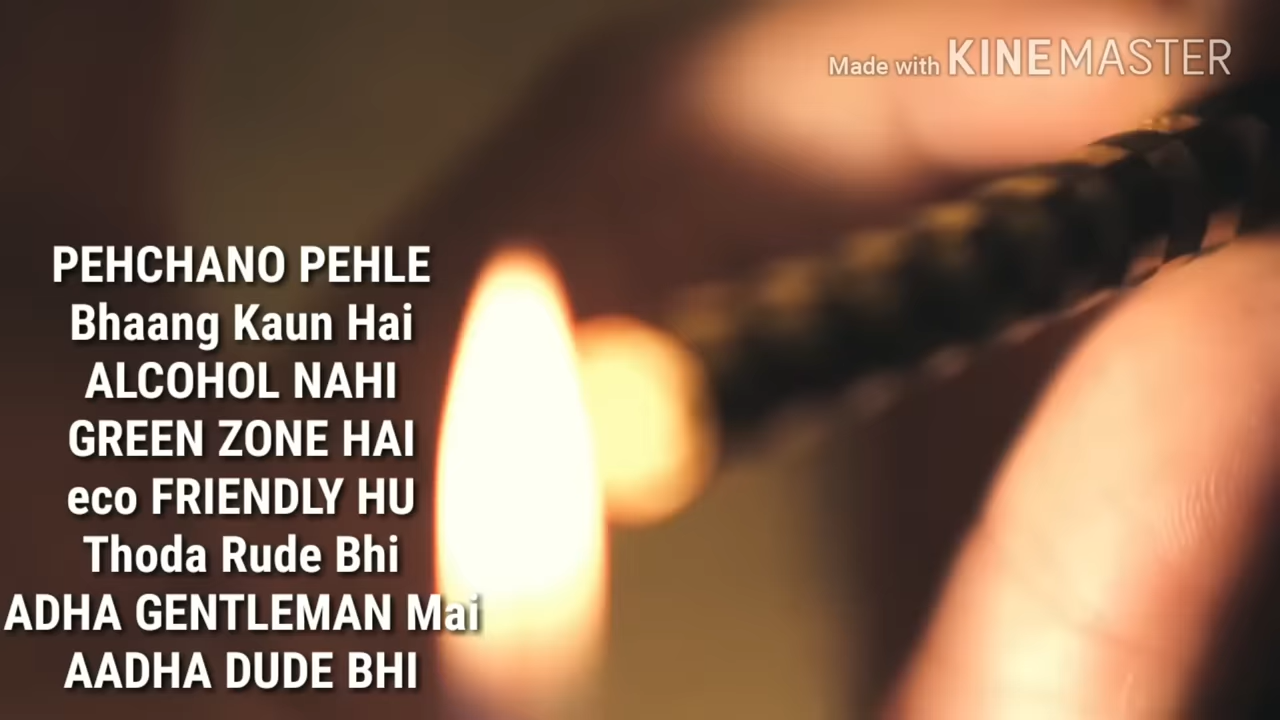 Made with KINEMASTER
PEHCHANO PEHLE
Bhaang Kaun Hai
ALCOHOL NAHI
GREEN ZONE HAI
eco FRIENDLY HU
Thoda Rude Bhi
ADHA GENTLEMAN Mai
AADHA DUDE BHI